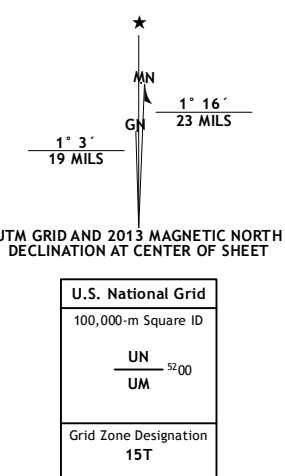 ★
MN
1° 16´
23 MILS
GN
1° 3´
19 MILS
UTM GRID AND 2013 MAGNETIC NORTH
DECLINATION AT CENTER OF SHEET
U.S. National Grid
100,000-m Square ID
UN
5200
UM
Grid Zone Designation
15T